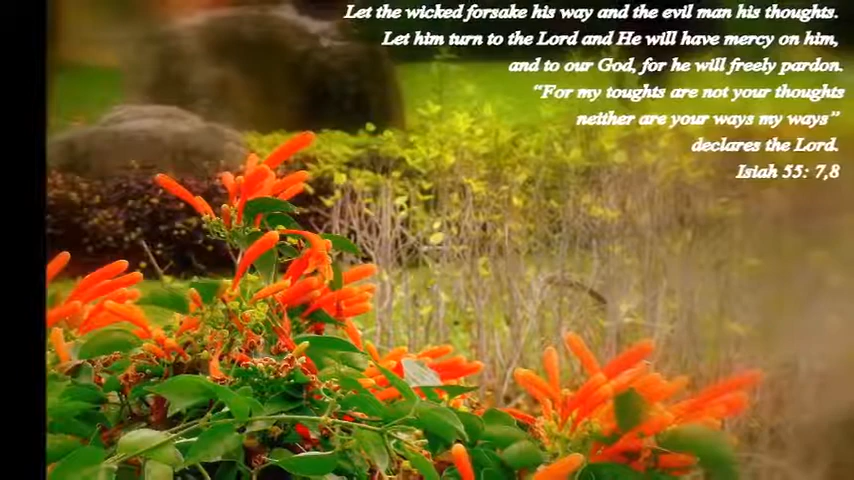 Let the wicked forsake his way and the evil man his thoughts.
Let him turn to the Lord and He will have mercy on him,
and to our God, for he will freely pardon.
“For my toughts are not your thoughts
neither are your ways my ways”
declares the Lord.
Isiah 55: 7,8